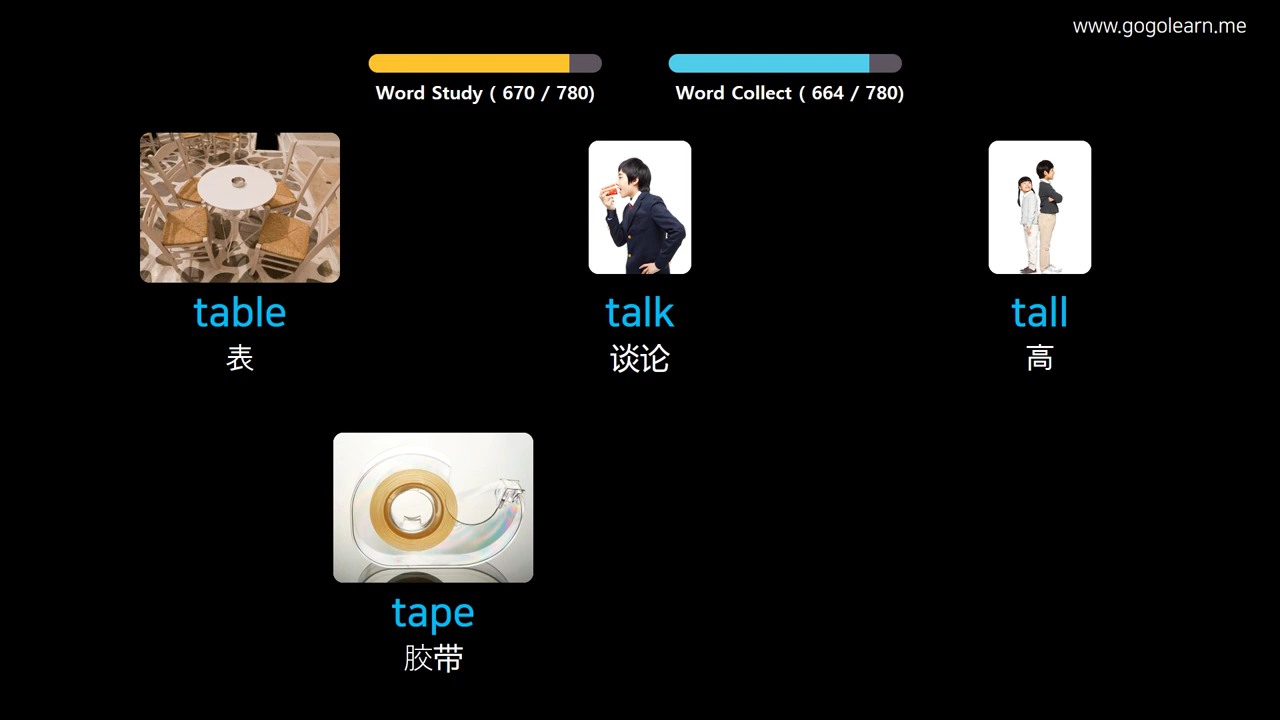 www.gogolearn.me
Word Study ( 670 / 780)
Word Collect ( 664 / 780)
table
表
talk
谈论
tall
高
tape
胶带